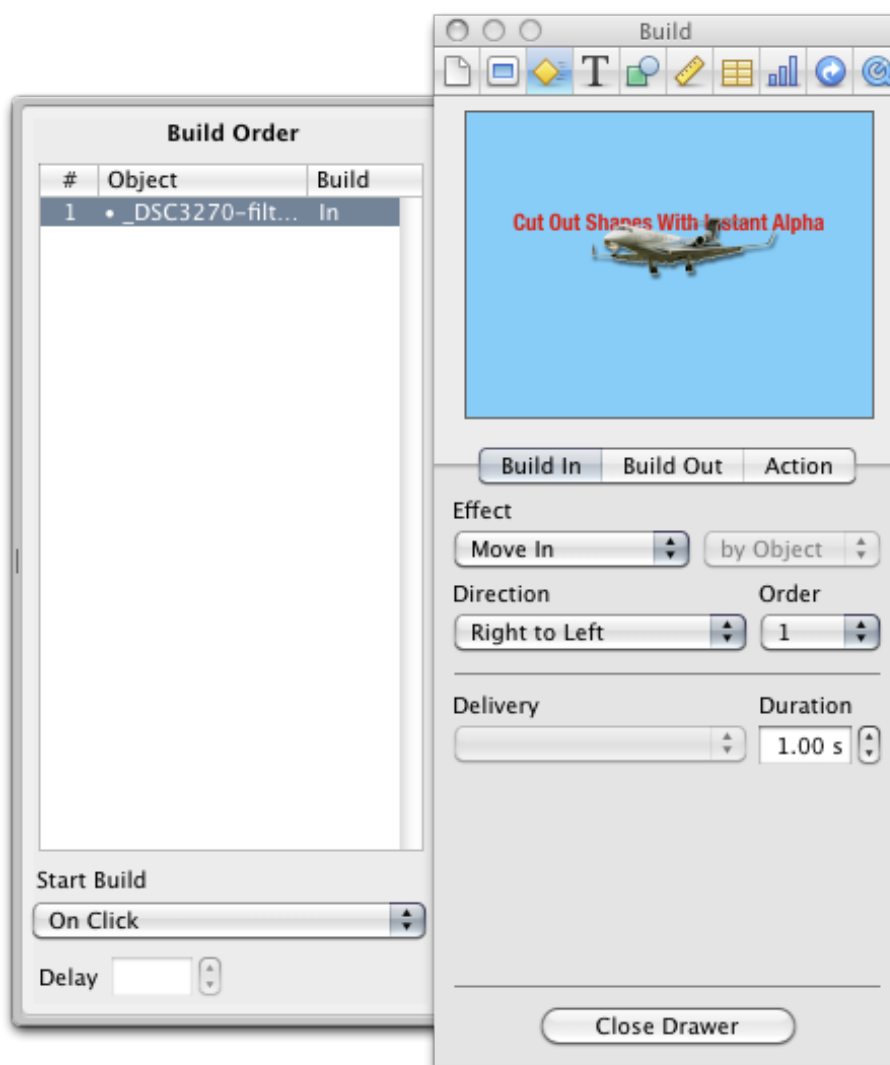 Build
T
Build Order
# Object Build
1 • _DSC3270-filt... In
Cut Out Shapes With Instant Alpha
Build In Build Out Action
Effect
Move In by Object
Direction Order
Right to Left 1
Delivery Duration
1.00 s
Start Build
On Click
Delay
Close Drawer